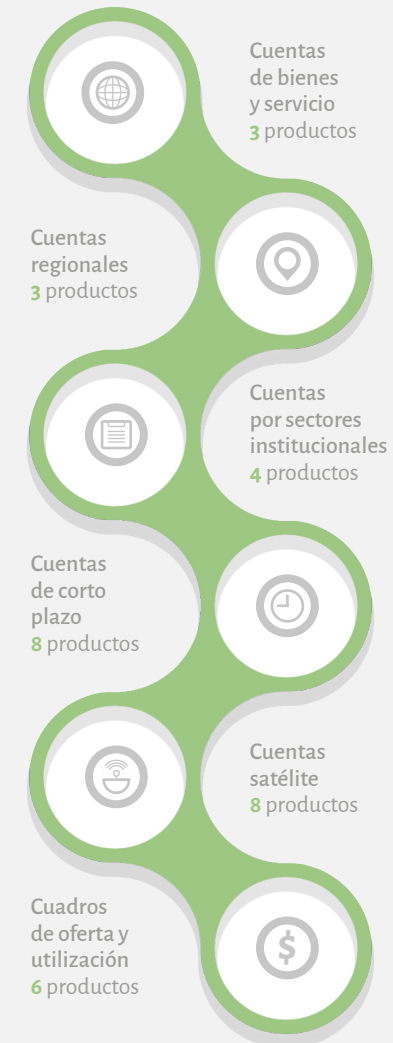 Cuentas
de bienes
y servicio
3 productos
Cuentas
regionales
3 productos
Cuentas
por sectores
institucionales
4 productos
Cuentas
de corto
plazo
8 productos
Cuentas
satélite
8 productos
Cuadros
de oferta y
utilización
6 productos
$